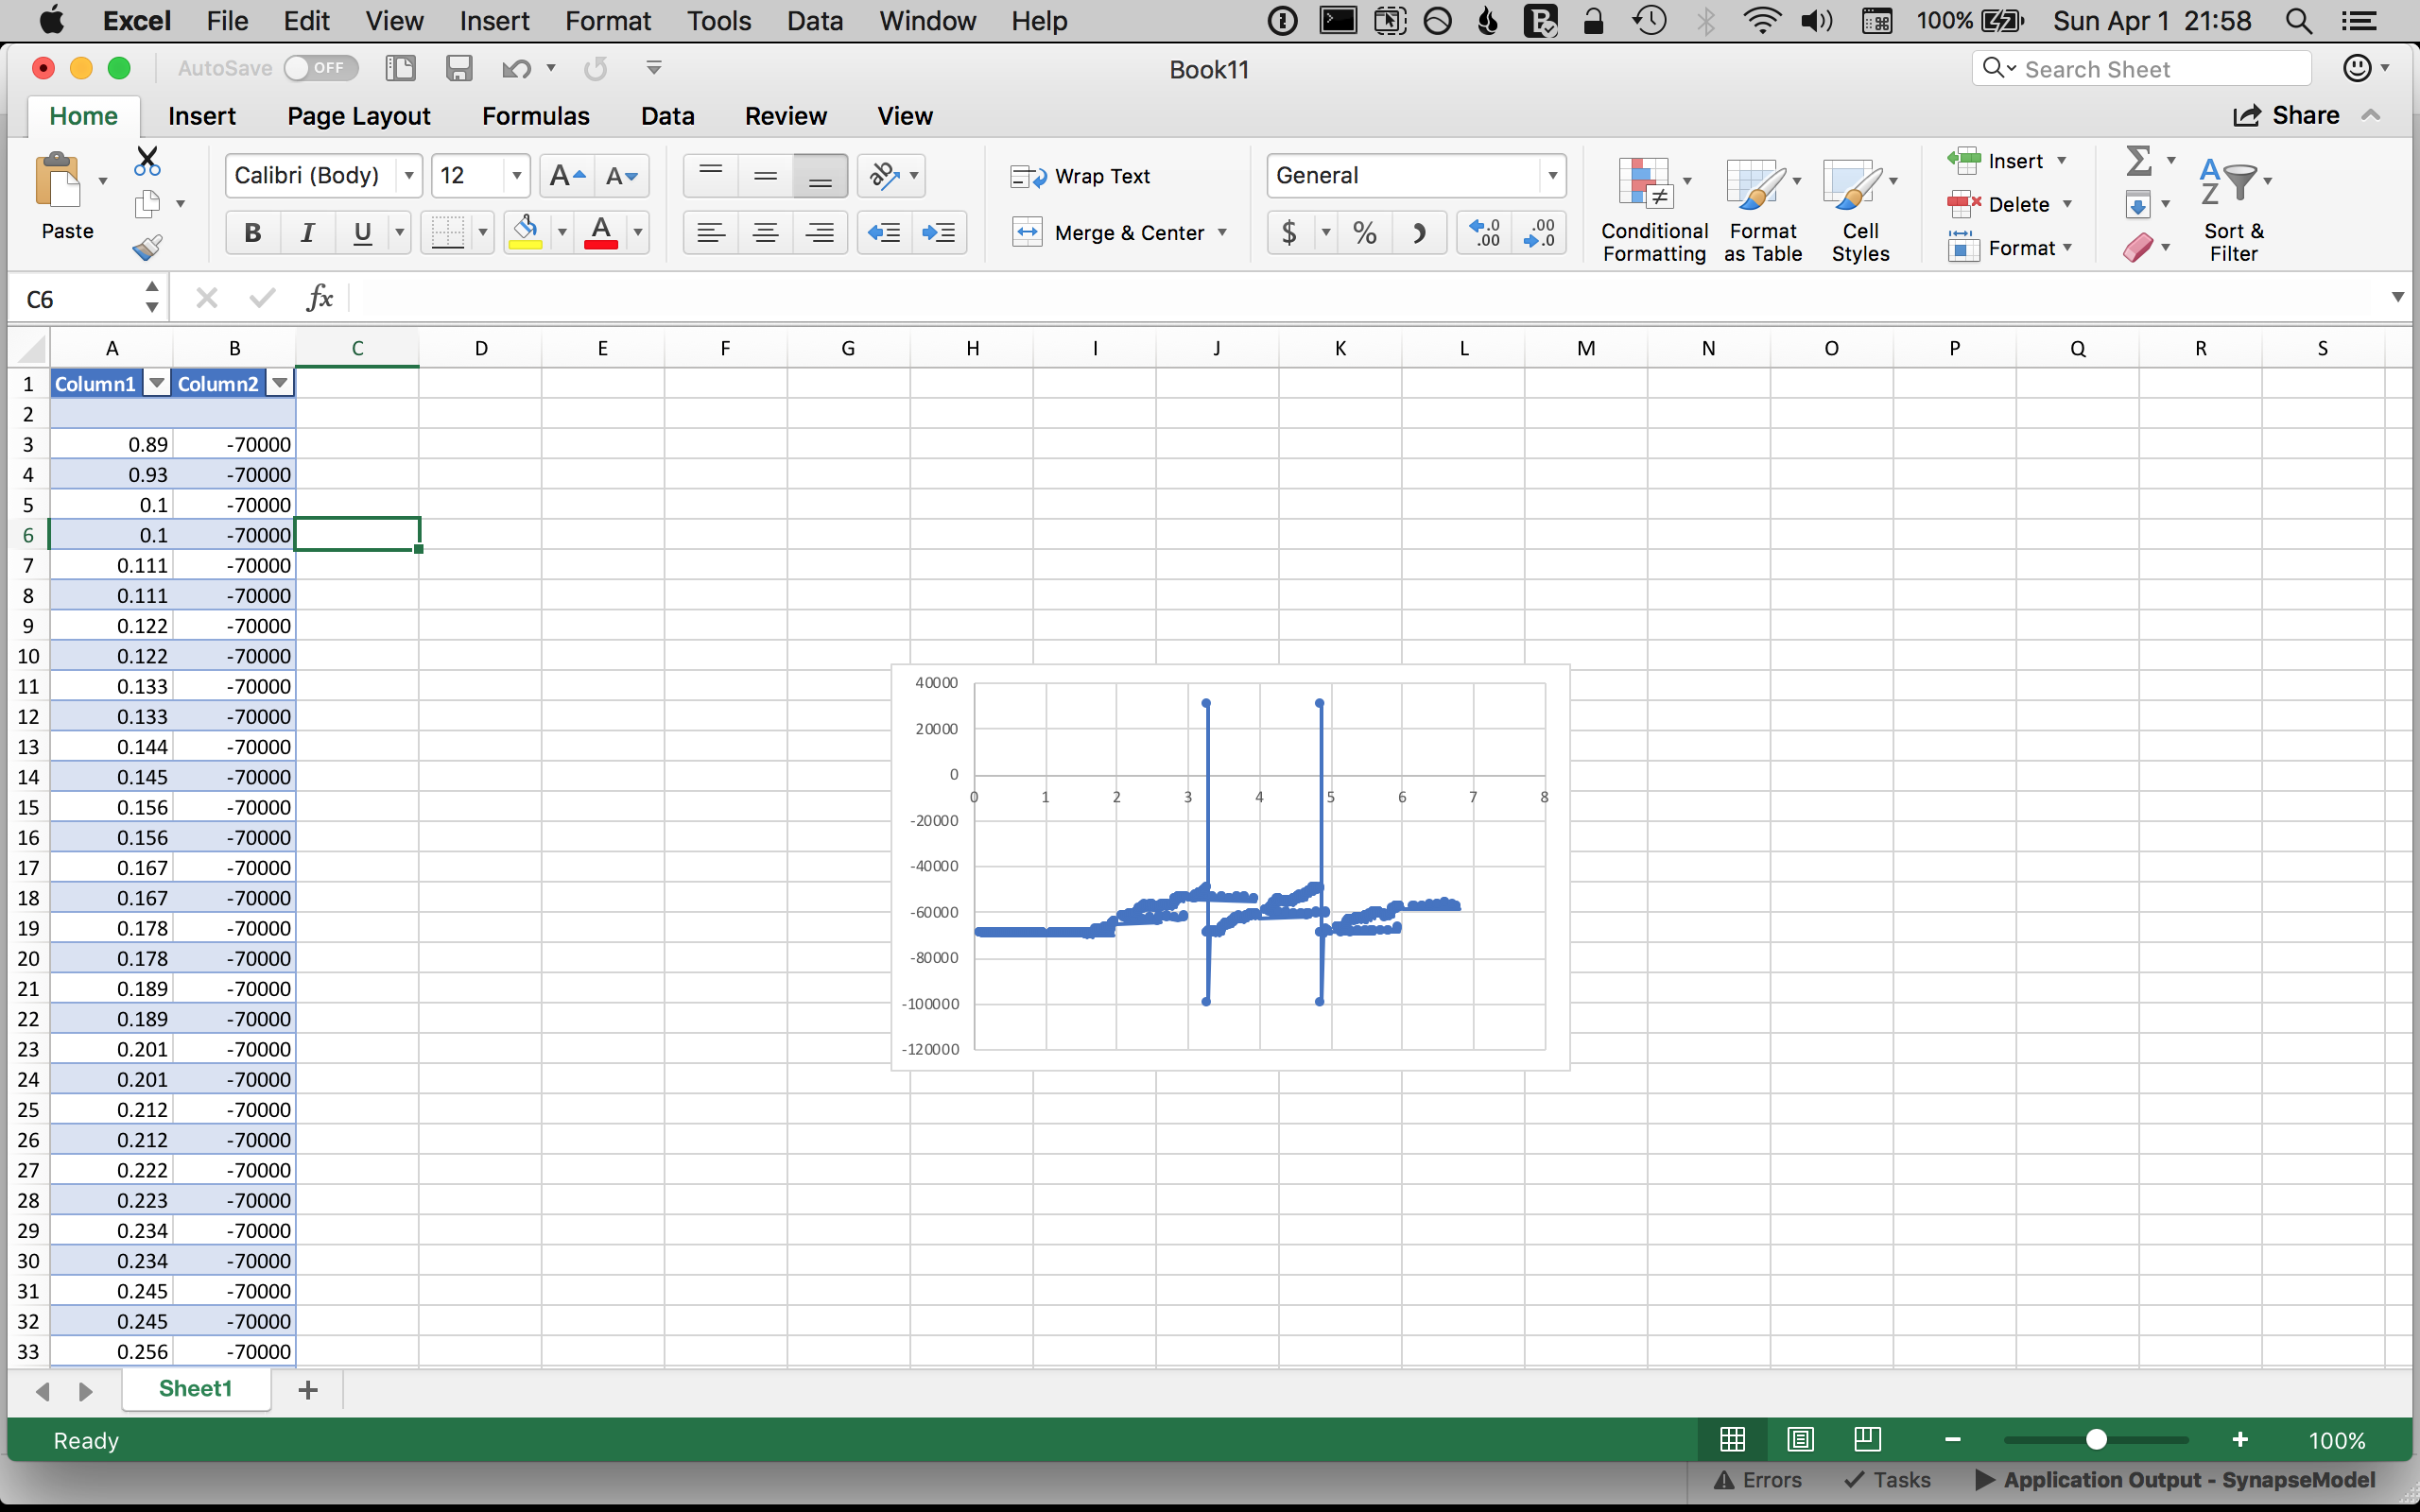 Excel File Edit View Insert Format Tools Data Window Help 100% Sun Apr 1 21:58
AutoSave OFF Book11 Search Sheet
Home Insert Page Layout Formulas Data Review View Share
Paste Calibri (Body) 12 A A Wrap Text General Insert
B I U A Merge & Center $ % Conditional Formatting Format as Table Cell Styles Delete Format Sort & Filter
C6 fx
A B C D E F G H I J K L M N O P Q R S
1 Column1 Column2
2
3 0.89 -70000
4 0.93 -70000
5 0.1 -70000
6 0.1 -70000
7 0.111 -70000
8 0.111 -70000
9 0.122 -70000
10 0.122 -70000
11 0.133 -70000
12 0.133 -70000
13 0.144 -70000
14 0.145 -70000
15 0.156 -70000
16 0.156 -70000
17 0.167 -70000
18 0.167 -70000
19 0.178 -70000
20 0.178 -70000
21 0.189 -70000
22 0.189 -70000
23 0.201 -70000
24 0.201 -70000
25 0.212 -70000
26 0.212 -70000
27 0.222 -70000
28 0.223 -70000
29 0.234 -70000
30 0.234 -70000
31 0.245 -70000
32 0.245 -70000
33 0.256 -70000
40000
20000
0
0 1 2 3 4 5 6 7 8
-20000
-40000
-60000
-80000
-100000
-120000
Sheet1
Ready 100%
Errors Tasks Application Output - SynapseModel